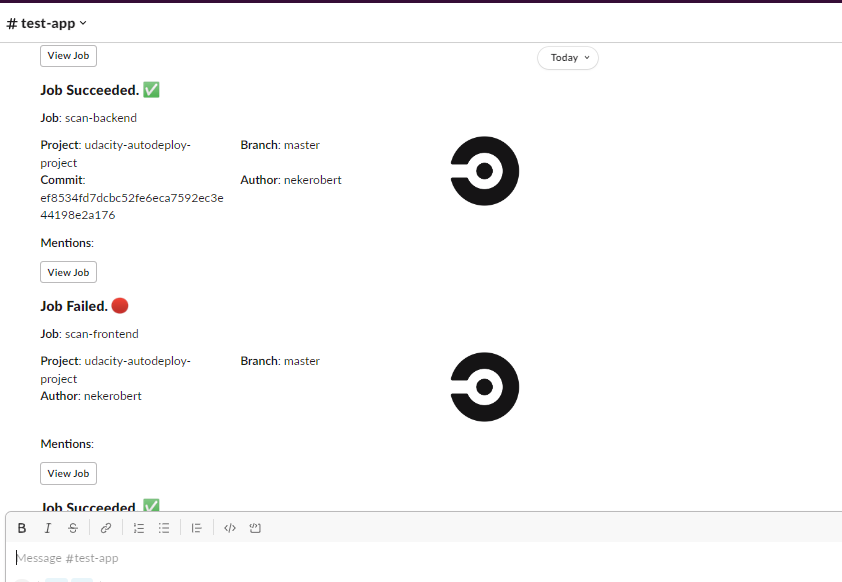 # test-app
View Job
Today
Job Succeeded. ✅
Job: scan-backend
Project: udacity-autodeploy-
project
Branch: master
Commit:
ef8534fd7dcbc52fe6eca7592ec3e
44198e2a176
Author: nekerobert
Mentions:
View Job
Job Failed. 🔴
Job: scan-frontend
Project: udacity-autodeploy-
project
Branch: master
Author: nekerobert
Mentions:
View Job
Job Succeeded. ✅
B I S
Message #test-app